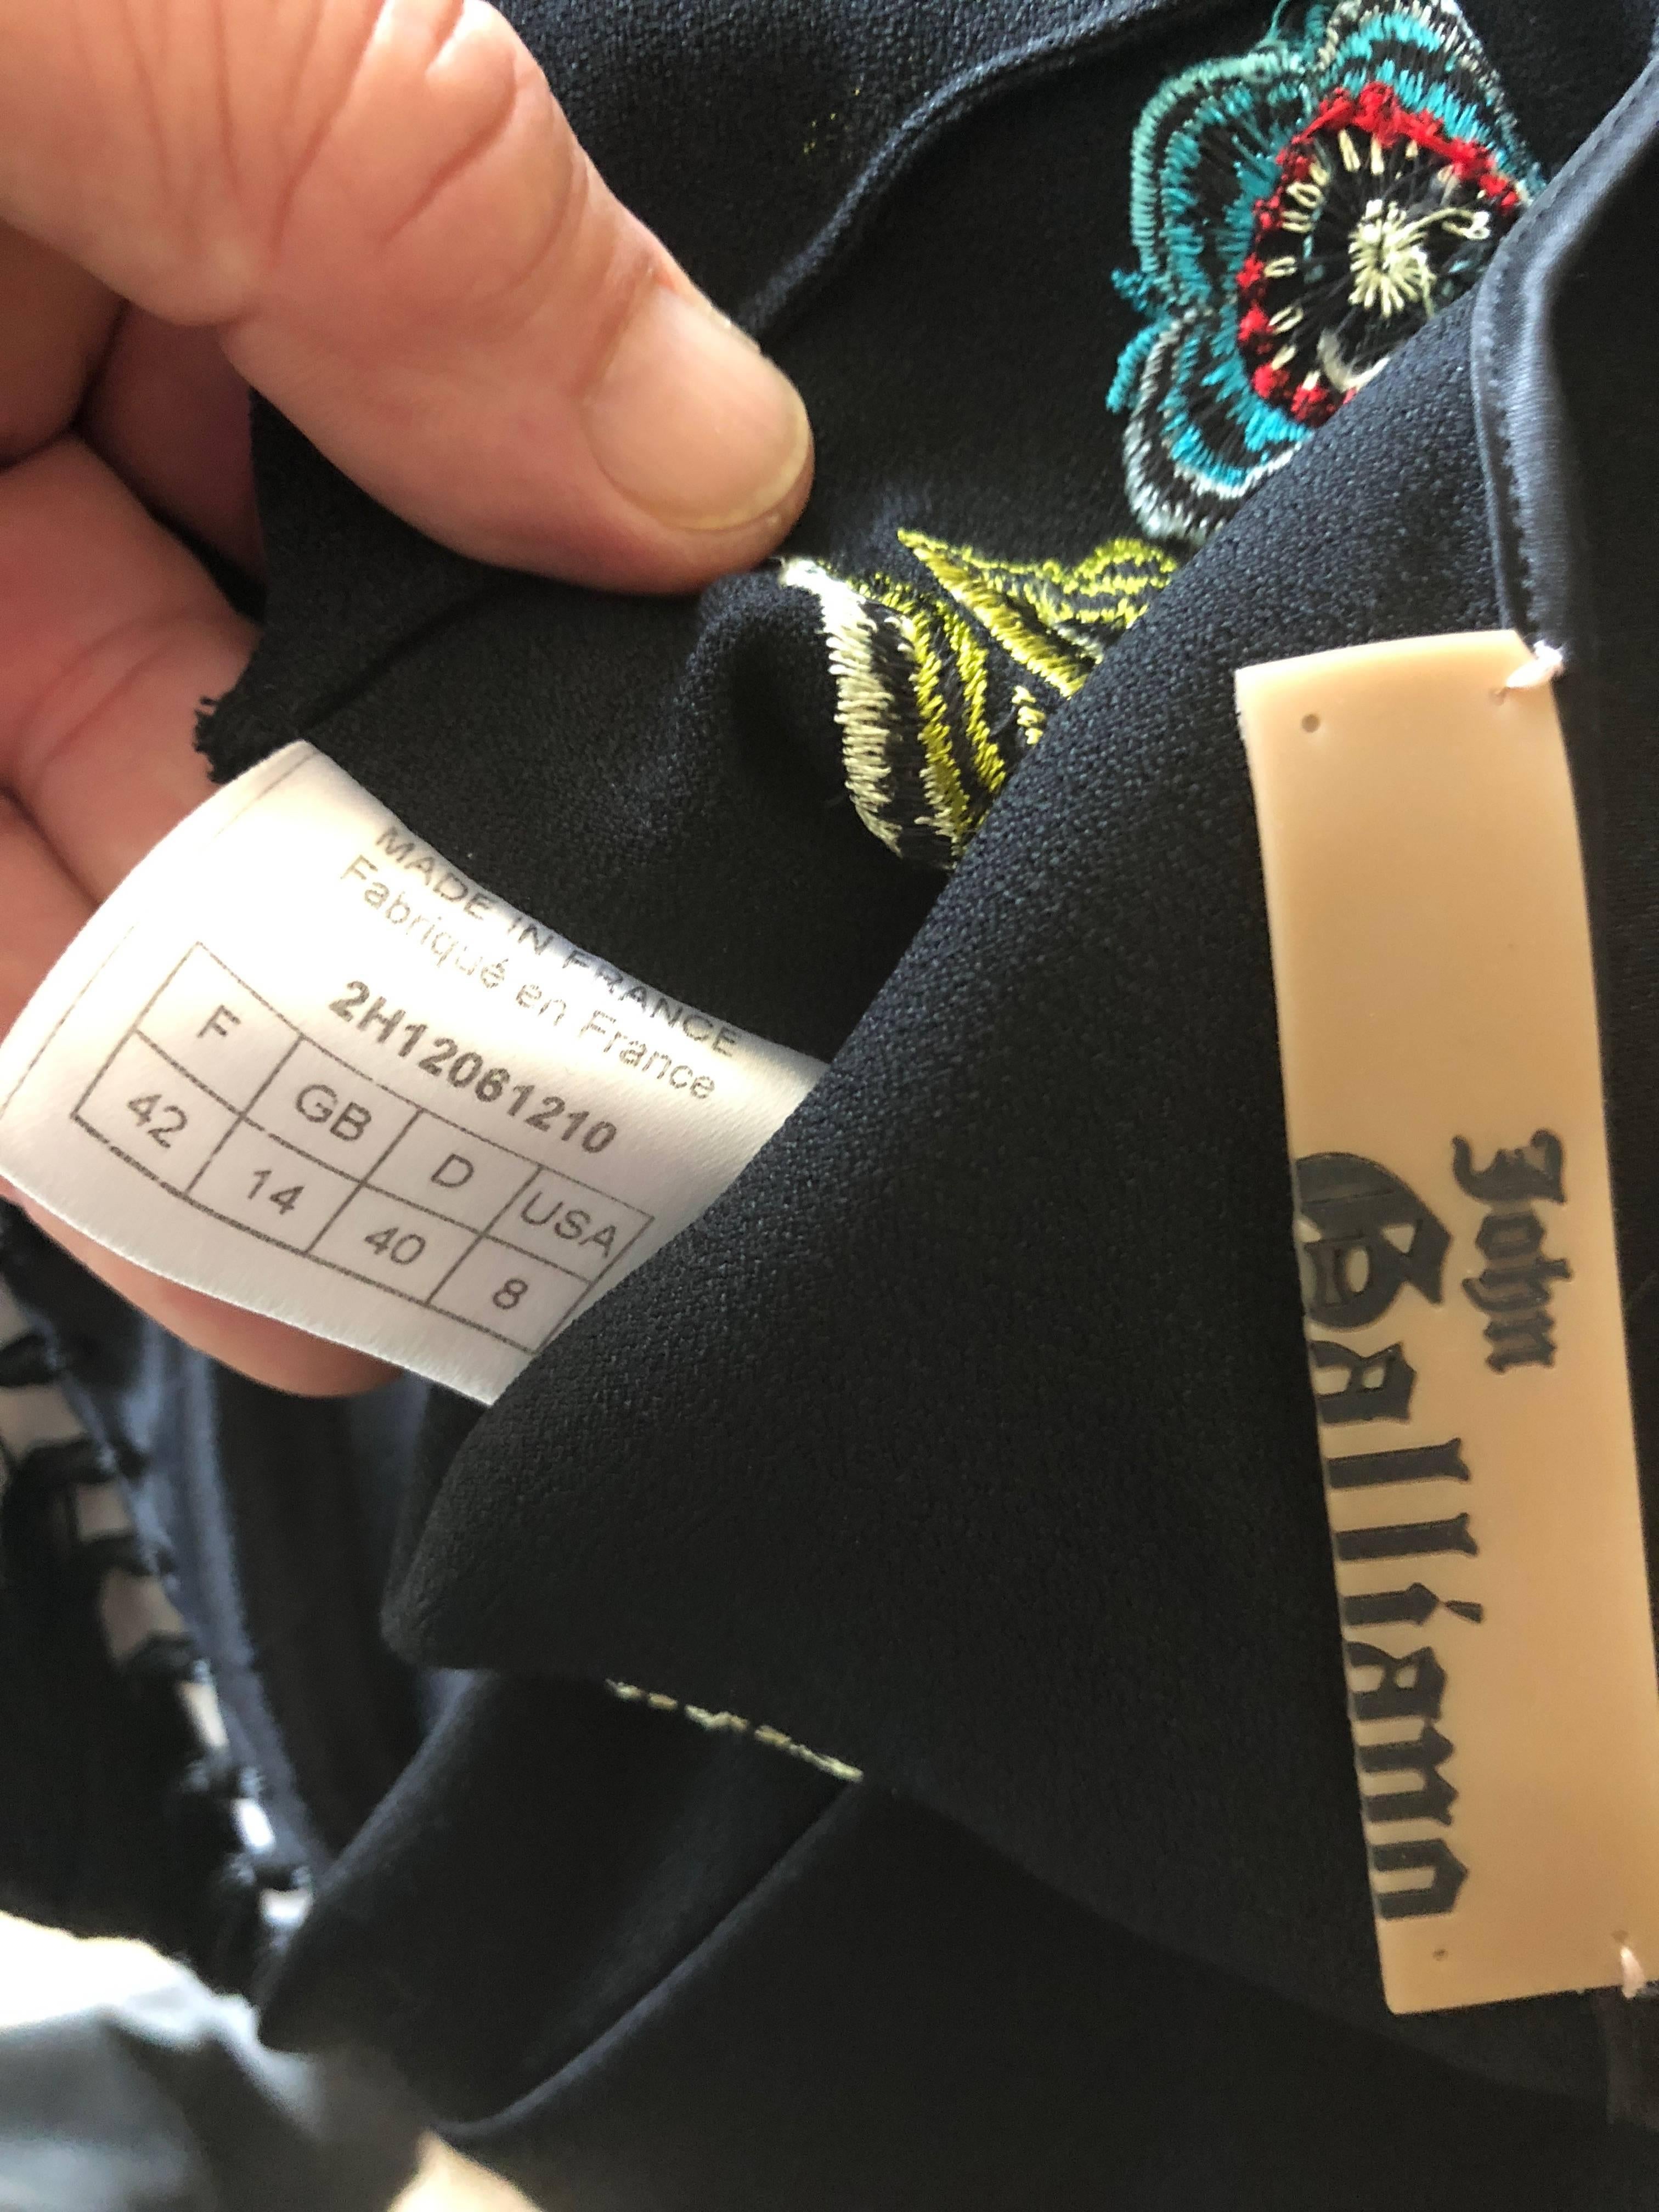 MADE IN FRANCE
Fabriqué en France
2H12061210
F GB D USA
42 14 40 8
John
Galliano